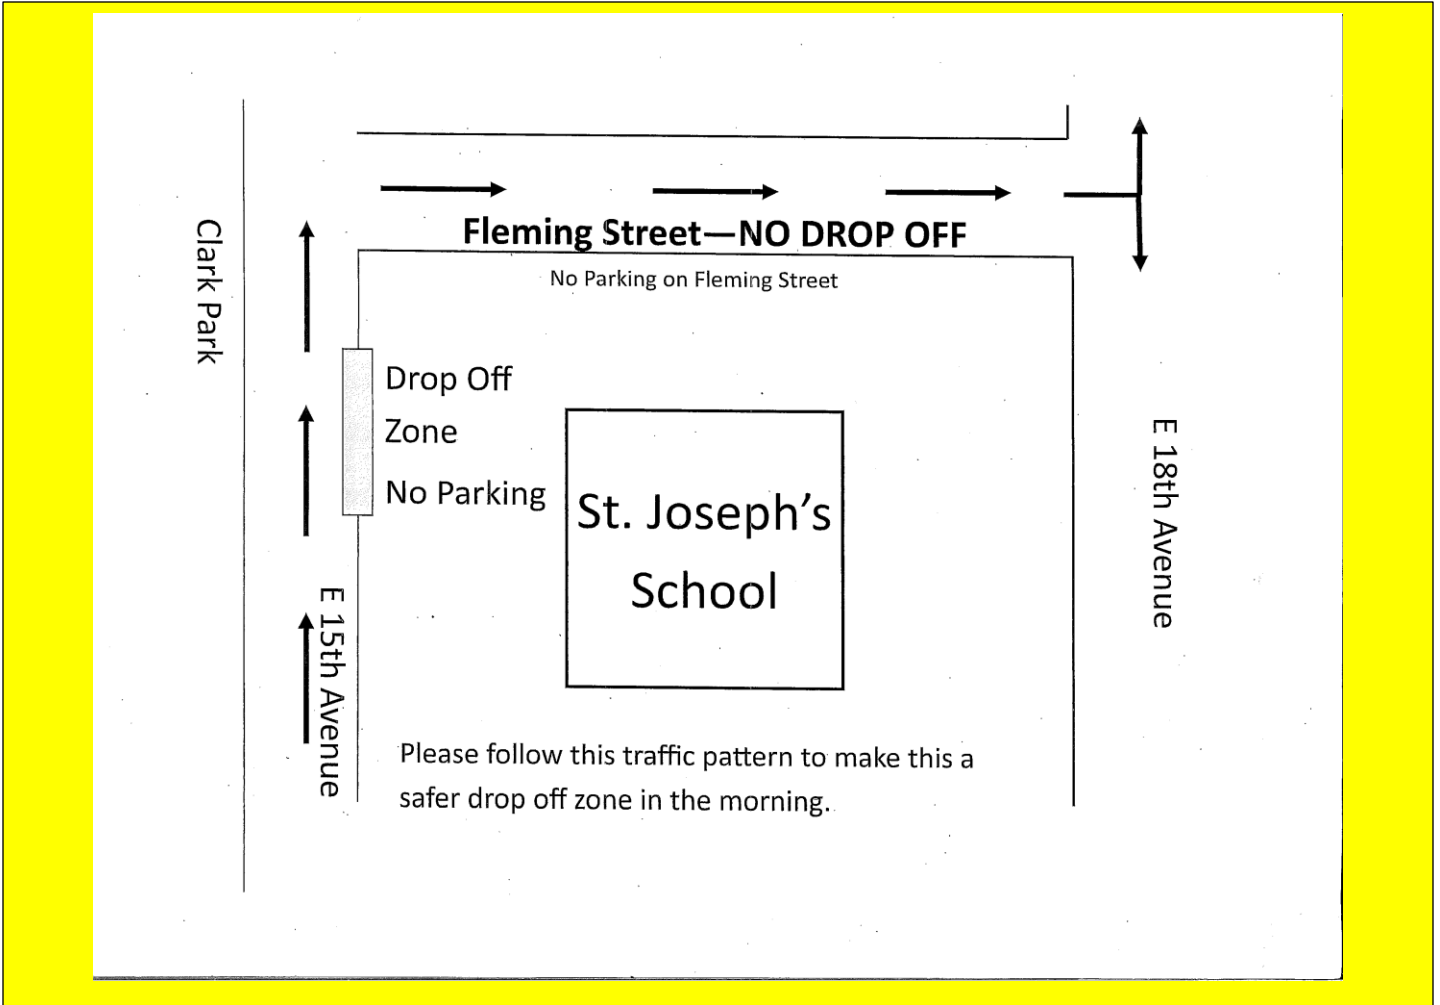 Fleming Street—NO DROP OFF
No Parking on Fleming Street
Clark Park
Drop Off
Zone
No Parking
St. Joseph’s
School
E 15th Avenue
E 18th Avenue
Please follow this traffic pattern to make this a
safer drop off zone in the morning.